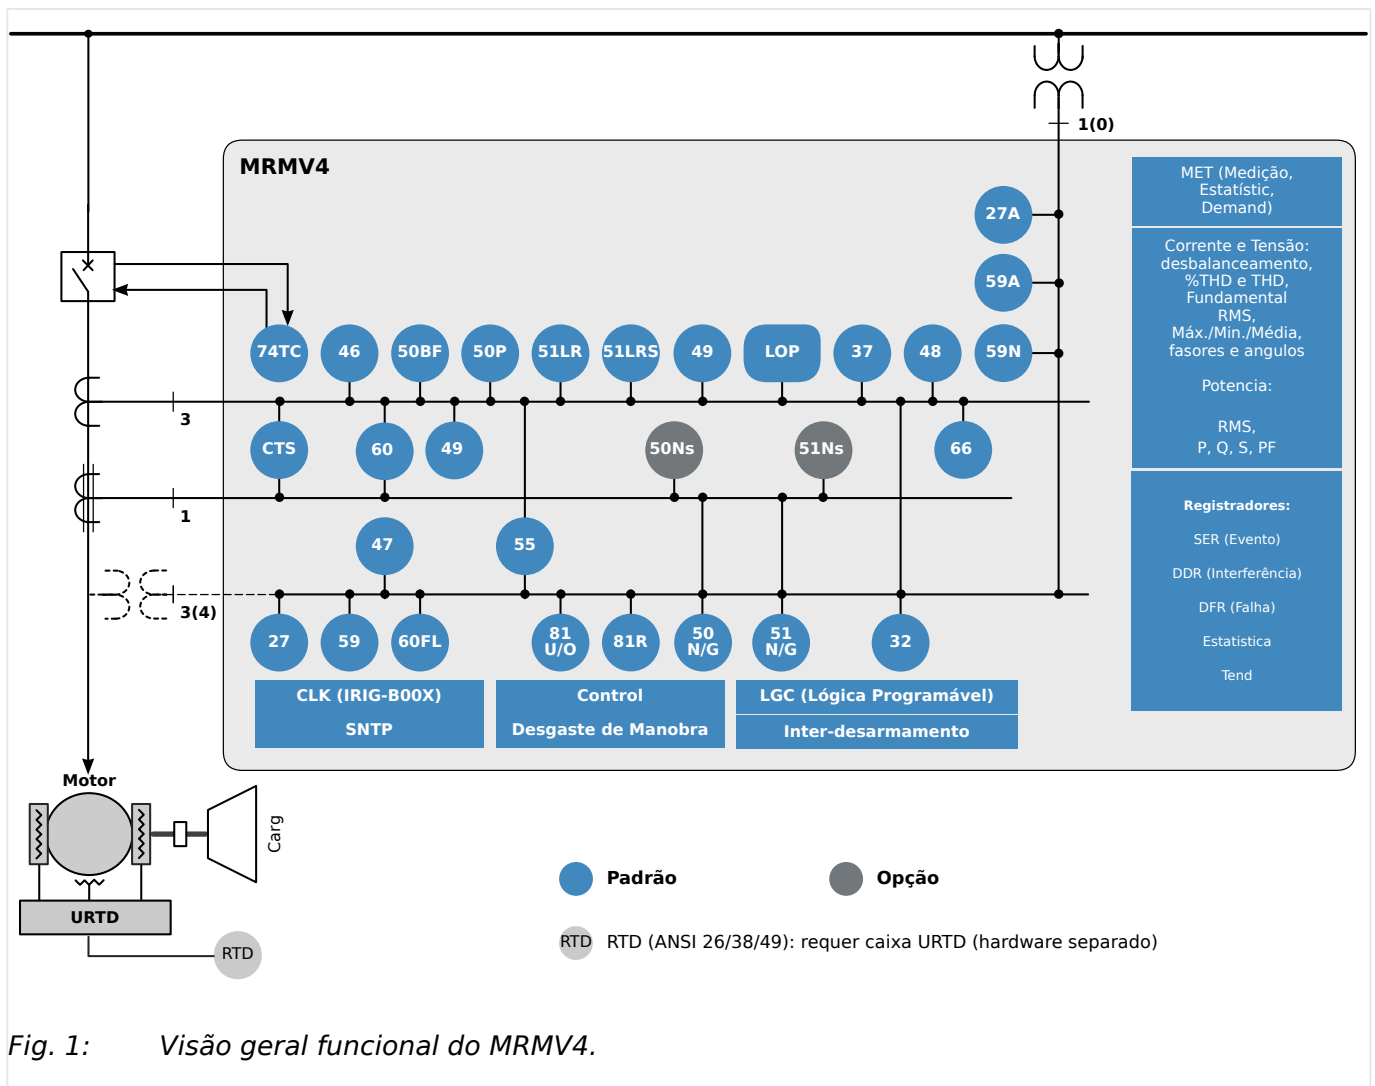 1(0)
MRMV4
MET (Medição,
Estatístic,
Demand)
27A
Corrente e Tensão:
desbalanceamento,
%THD e THD,
Fundamental
RMS,
Máx./Min./Média,
fasores e angulos
Potencia:
RMS,
P, Q, S, PF
59A
74TC
46
50BF
50P
51LR
51LRS
49
LOP
37
48
59N
3
CTS
60
49
50Ns
51Ns
66
1
Registradores:
SER (Evento)
DDR (Interferência)
DFR (Falha)
Estatistica
Tend
47
55
3(4)
27
59
60FL
81
U/O
81R
50
N/G
51
N/G
32
CLK (IRIG-B00X)
SNTP
Control
Desgaste de Manobra
LGC (Lógica Programável)
Inter-desarmamento
Motor
Carg
URTD
RTD
Padrão
Opção
RTD
RTD (ANSI 26/38/49): requer caixa URTD (hardware separado)
Fig. 1: Visão geral funcional do MRMV4.